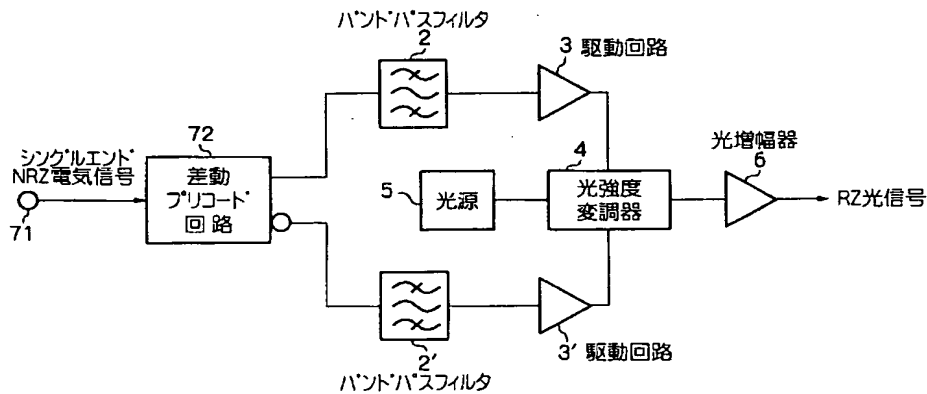 バンドパスフィルタ
2
3 駆動回路
72
シングルエンド
NRZ電気信号
71
差動
プリコード
回路
5
光源
4
光強度
変調器
光増幅器
6
RZ光信号
2'
バンドパスフィルタ
3' 駆動回路